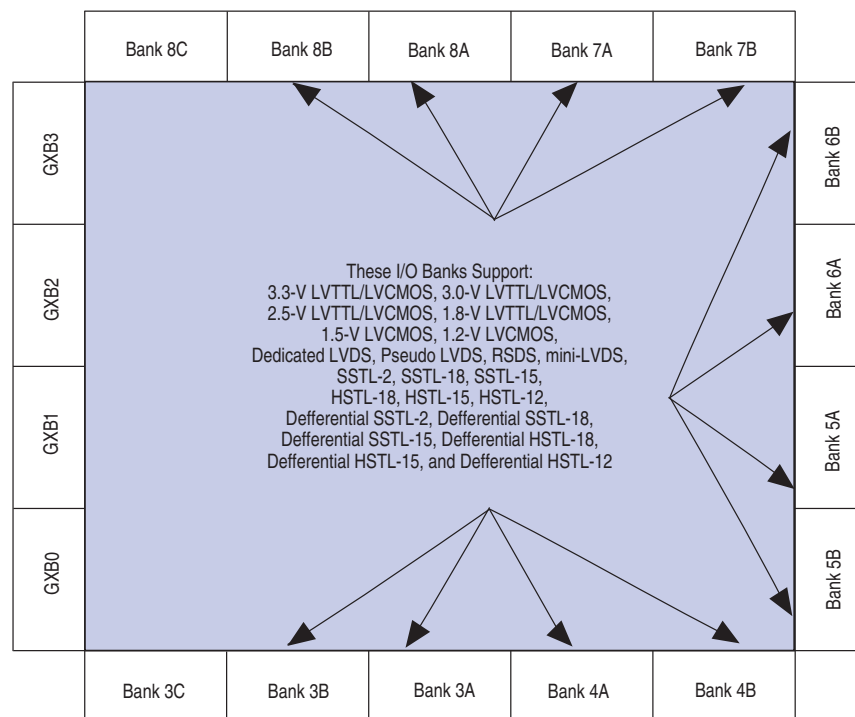 Bank 8C
Bank 8B
Bank 8A
Bank 7A
Bank 7B
GXB3
GXB2
GXB1
GXB0
Bank 6B
Bank 6A
Bank 5A
Bank 5B
These I/O Banks Support:
3.3-V LVTTL/LVCMOS, 3.0-V LVTTL/LVCMOS,
2.5-V LVTTL/LVCMOS, 1.8-V LVTTL/LVCMOS,
1.5-V LVCMOS, 1.2-V LVCMOS,
Dedicated LVDS, Pseudo LVDS, RSDS, mini-LVDS,
SSTL-2, SSTL-18, SSTL-15,
HSTL-18, HSTL-15, HSTL-12,
Defferential SSTL-2, Defferential SSTL-18,
Defferential SSTL-15, Defferential HSTL-18,
Defferential HSTL-15, and Defferential HSTL-12
Bank 3C
Bank 3B
Bank 3A
Bank 4A
Bank 4B